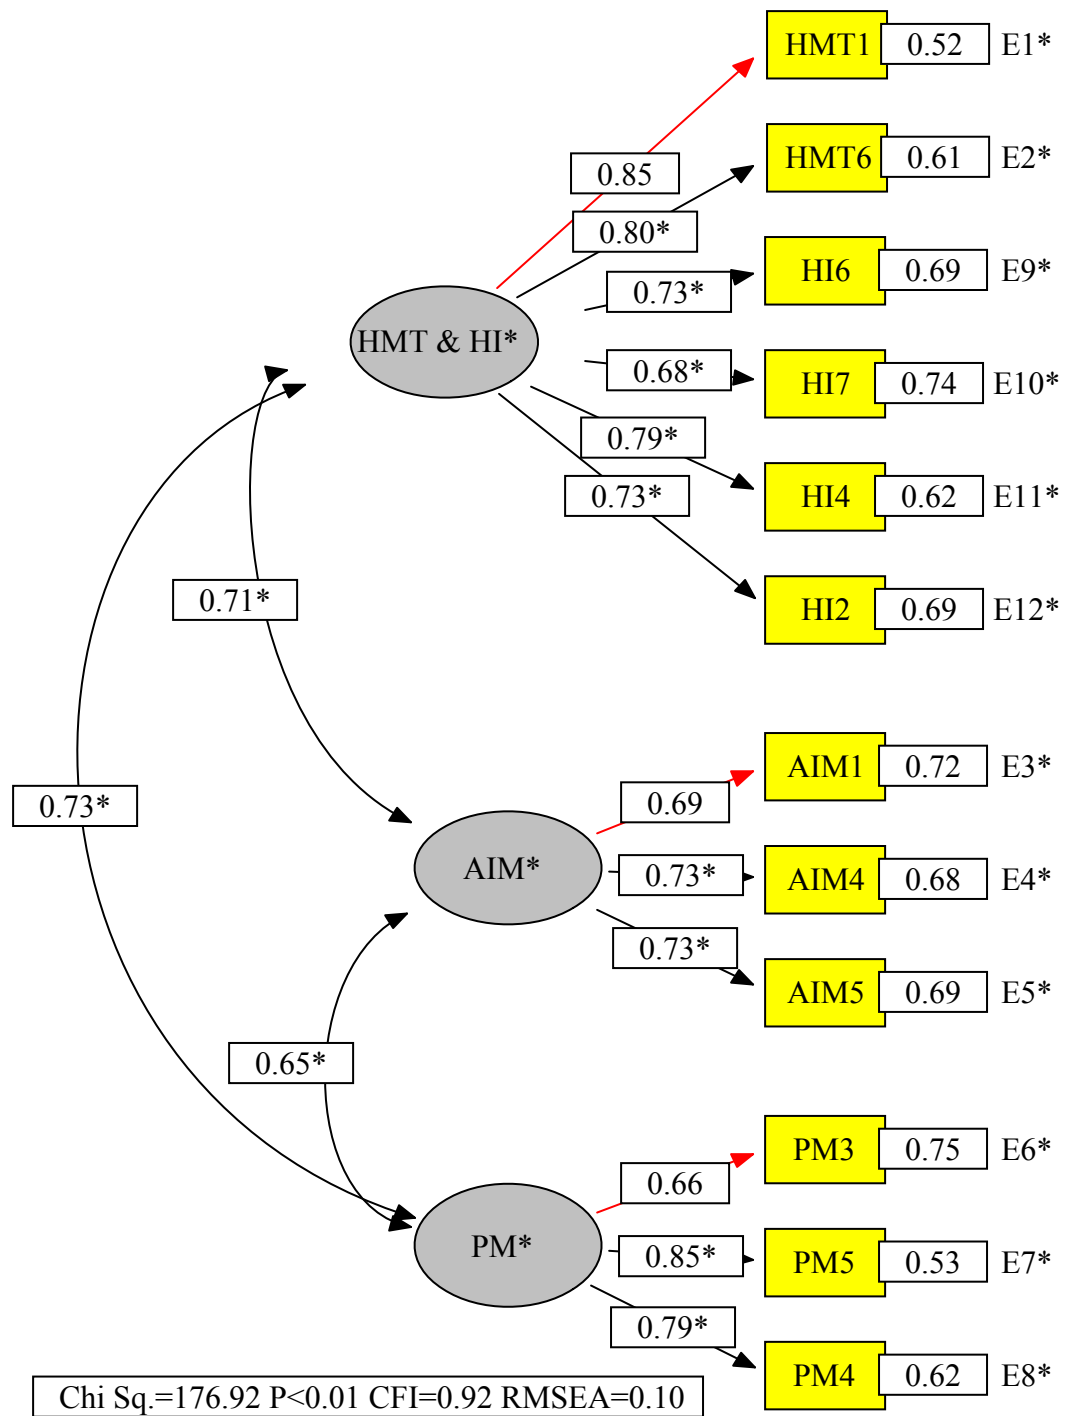 HMT1 0.52 E1*
0.85
HMT6 0.61 E2*
0.80*
HI6 0.69 E9*
0.73*
HMT & HI*
0.68*
HI7 0.74 E10*
0.79*
HI4 0.62 E11*
0.73*
HI2 0.69 E12*
0.71*
AIM1 0.72 E3*
0.69
0.73*
AIM*
0.73*
AIM4 0.68 E4*
0.73*
AIM5 0.69 E5*
0.65*
PM3 0.75 E6*
0.66
PM*
0.85*
PM5 0.53 E7*
0.79*
PM4 0.62 E8*
Chi Sq.=176.92 P<0.01 CFI=0.92 RMSEA=0.10